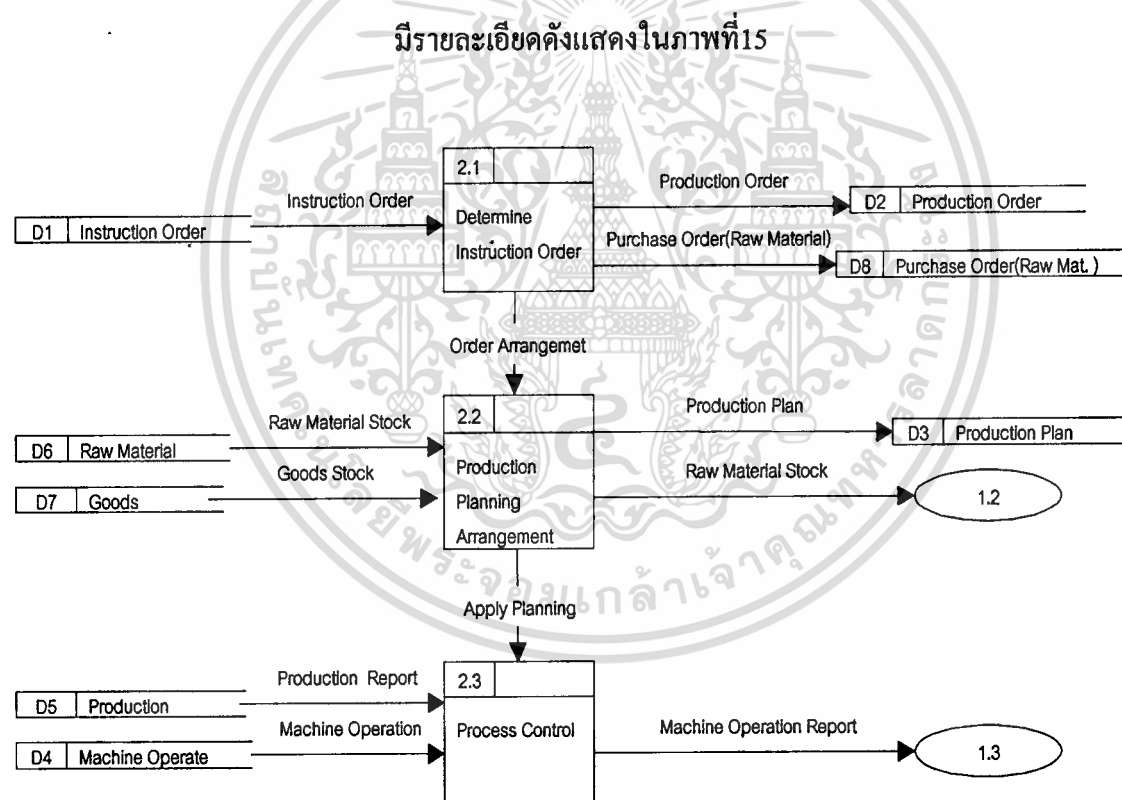 มีรายละเอียดดังแสดงในภาพที่15
2.1
Determine
Instruction Order
Instruction Order
D1 Instruction Order
Production Order
D2 Production Order
Purchase Order(Raw Material)
D8 Purchase Order(Raw Mat. )
Order Arrangemet
2.2
Production
Planning
Arrangement
Raw Material Stock
D6 Raw Material
Goods Stock
D7 Goods
Production Plan
D3 Production Plan
Raw Material Stock
1.2
Apply Planning
2.3
Process Control
Production Report
D5 Production
Machine Operation
D4 Machine Operate
Machine Operation Report
1.3